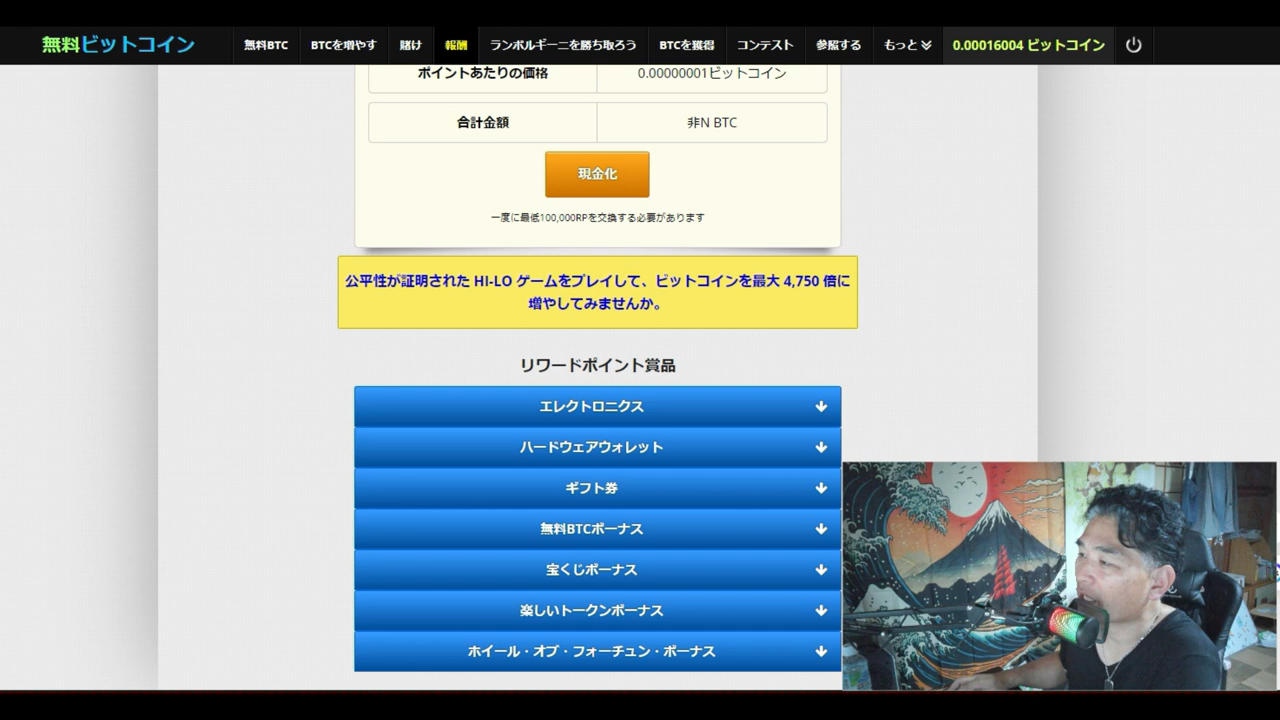 無料ビットコイン
無料BTC
BTCを増やす
賭け
報酬
ランボルギーニを勝ち取ろう
BTCを獲得
コンテスト
参照する
もっと
0.00016004 ビットコイン
ポイントあたりの価格
0.00000001ビットコイン
合計金額
非N BTC
現金化
一度に最低100,000RPを交換する必要があります
公平性が証明された HI-LO ゲームをプレイして、ビットコインを最大 4,750 倍に
増やしてみませんか。
リワードポイント賞品
エレクトロニクス
ハードウェアウォレット
ギフト券
無料BTCボーナス
宝くじボーナス
楽しいトークンボーナス
ホイール・オブ・フォーチュン・ボーナス